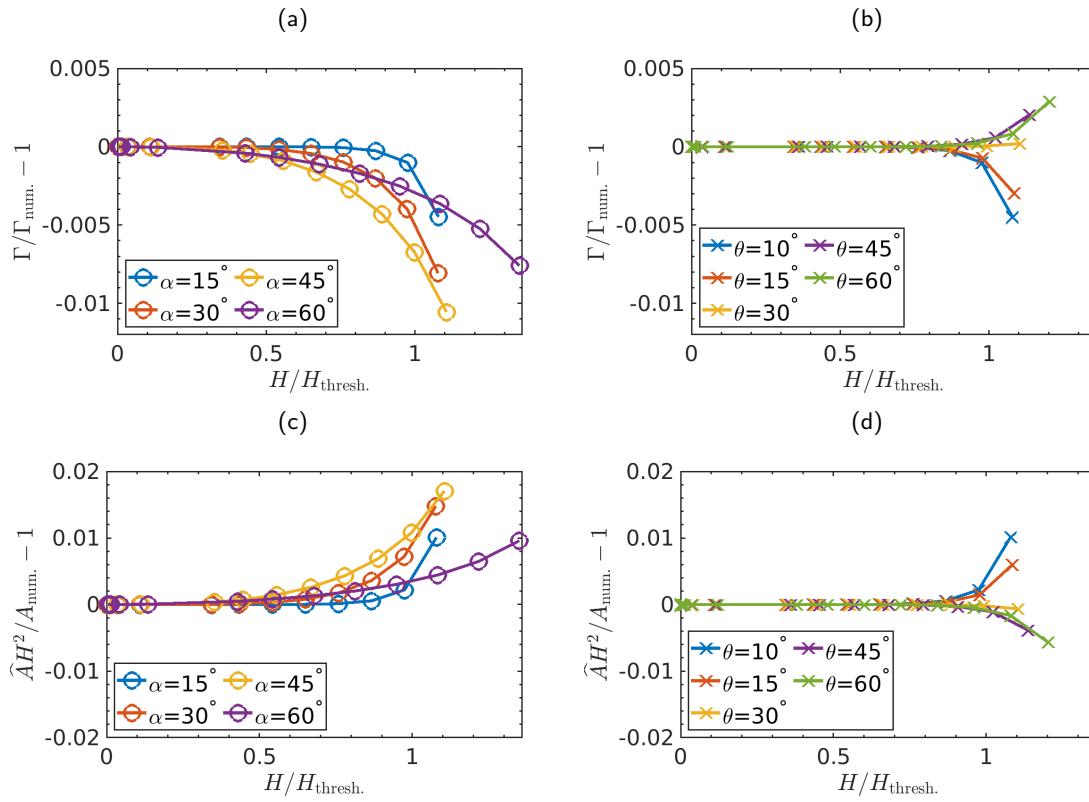 (a)
0.005
0
-0.005
-0.01
Γ/Γnum. − 1
α=15° α=45°
α=30° α=60°
0 0.5 1
H/Hthresh.
(b)
0.005
0
-0.005
-0.01
Γ/Γnum. − 1
θ=10° θ=45°
θ=15° θ=60°
θ=30°
0 0.5 1
H/Hthresh.
(c)
0.02
0.01
0
-0.01
-0.02
ÂH²/Anum. − 1
α=15° α=45°
α=30° α=60°
0 0.5 1
H/Hthresh.
(d)
0.02
0.01
0
-0.01
-0.02
ÂH²/Anum. − 1
θ=10° θ=45°
θ=15° θ=60°
θ=30°
0 0.5 1
H/Hthresh.